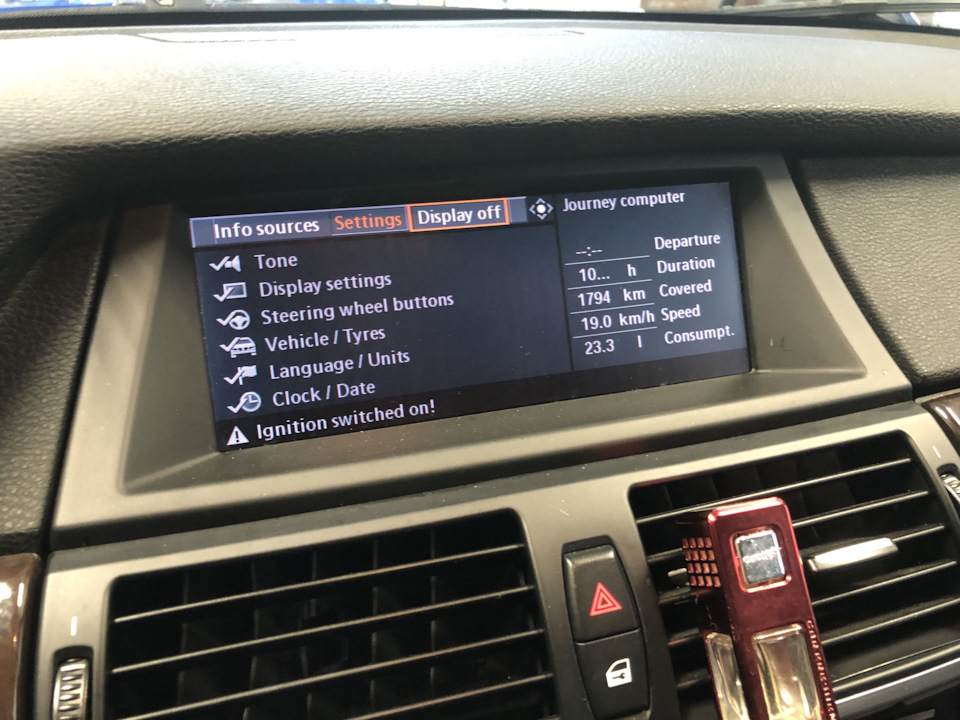 Info sources Settings Display off
Tone
Display settings
Steering wheel buttons
Vehicle / Tyres
Language / Units
Clock / Date
Ignition switched on!
Journey computer
--:-- Departure
10... h Duration
1794 km Covered
19.0 km/h Speed
23.3 l Consumpt.